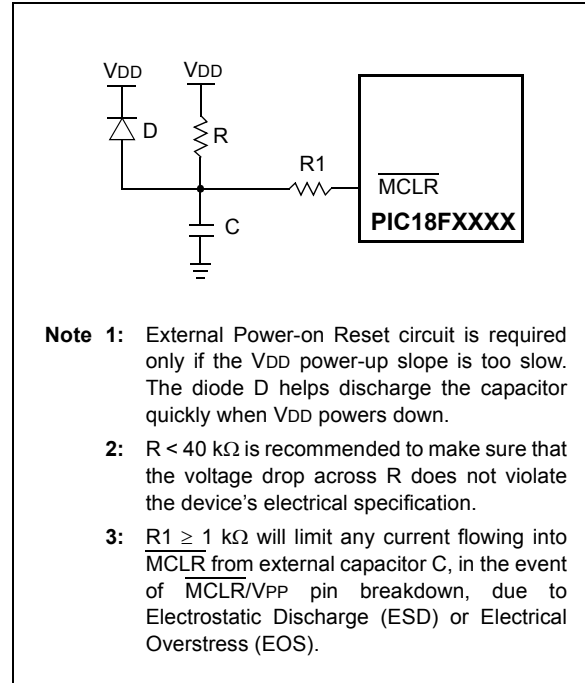 VDD VDD
D
R
R1
MCLR
C
PIC18FXXXX
Note 1: External Power-on Reset circuit is required
only if the VDD power-up slope is too slow.
The diode D helps discharge the capacitor
quickly when VDD powers down.
2: R < 40 kΩ is recommended to make sure that
the voltage drop across R does not violate
the device's electrical specification.
3: R1 ≥ 1 kΩ will limit any current flowing into
MCLR from external capacitor C, in the event
of MCLR/VPP pin breakdown, due to
Electrostatic Discharge (ESD) or Electrical
Overstress (EOS).